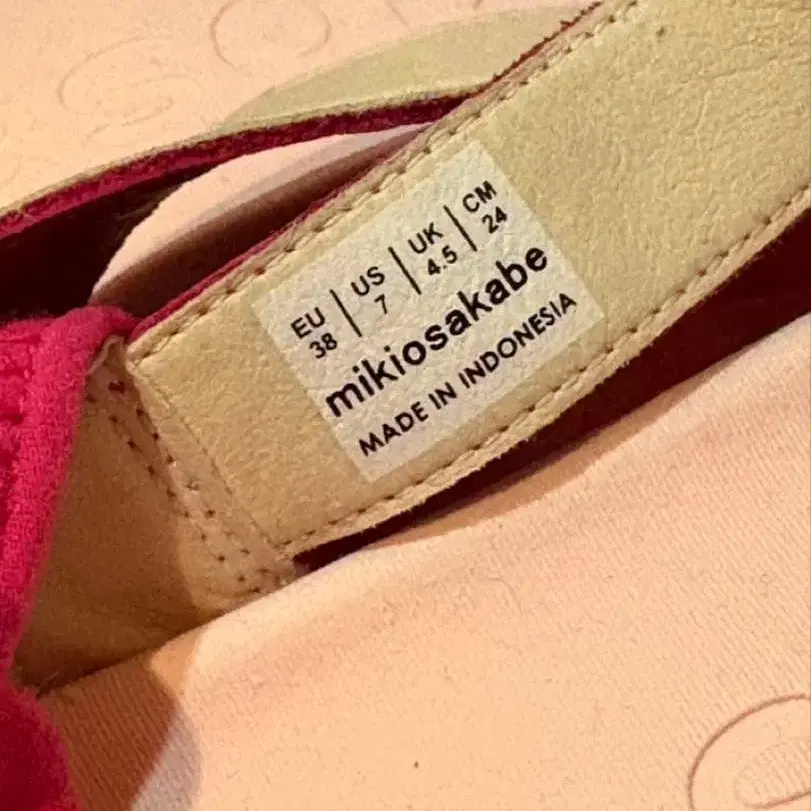 EU | US | UK | CM
38 | 7 | 4.5 | 24
mikiosakabe
MADE IN INDONESIA